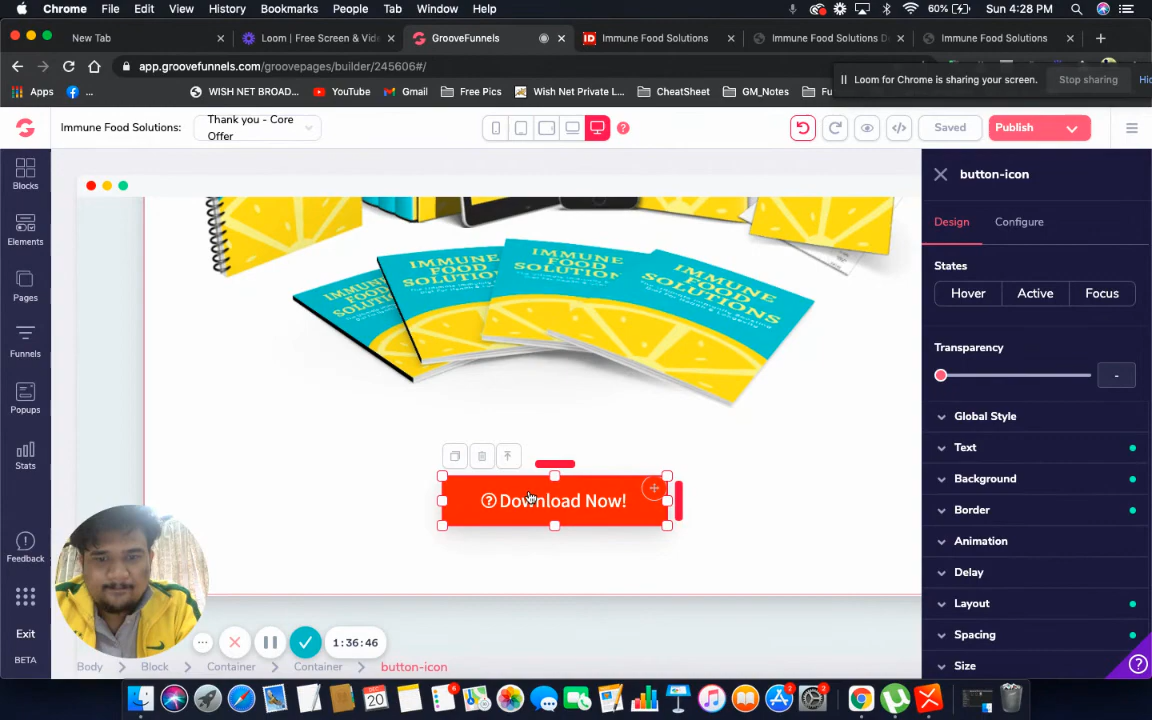 Chrome File Edit View History Bookmarks People Tab Window Help 60% Sun 4:28 PM
New Tab Loom | Free Screen & Vide GrooveFunnels Immune Food Solutions Immune Food Solutions D Immune Food Solutions
app.groovefunnels.com/groovepages/builder/245606#/
Loom for Chrome is sharing your screen. Stop sharing
Apps ... WISH NET BROAD... YouTube Gmail Free Pics Wish Net Private L... CheatSheet GM_Notes
Immune Food Solutions: Thank you - Core
Offer
Saved Publish
Blocks
Elements
Pages
Funnels
Popups
Stats
Feedback
Exit
BETA
IMMUNE
FOOD
SOLUTIONS
IMMUNE
FOOD
SOLUTIONS
IMMUNE
FOOD
SOLUTIONS
Download Now!
1:36:46
Body Block Container Container button-icon
button-icon
Design Configure
States
Hover Active Focus
Transparency
-
Global Style
Text
Background
Border
Animation
Delay
Layout
Spacing
Size
DEC
20